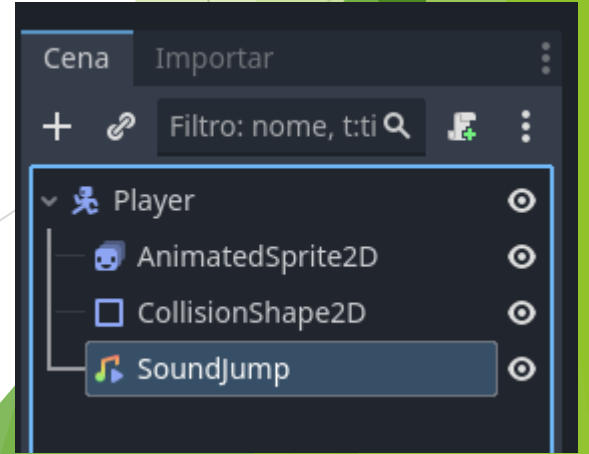 Cena Importar
Filtro: nome, t:ti
Player
AnimatedSprite2D
CollisionShape2D
SoundJump